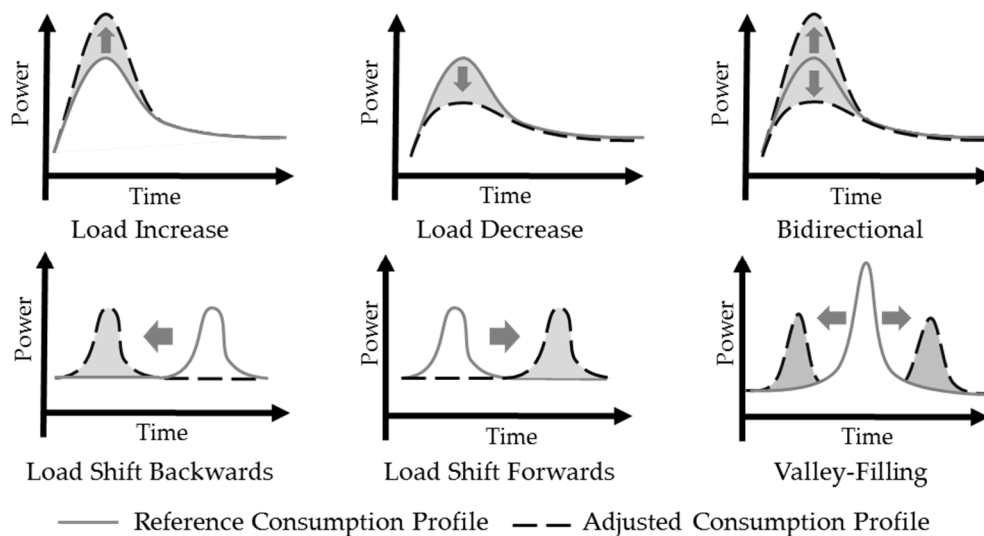 Power
Time
Load Increase
Power
Time
Load Decrease
Power
Time
Bidirectional
Power
Time
Load Shift Backwards
Power
Time
Load Shift Forwards
Power
Time
Valley-Filling
Reference Consumption Profile
Adjusted Consumption Profile